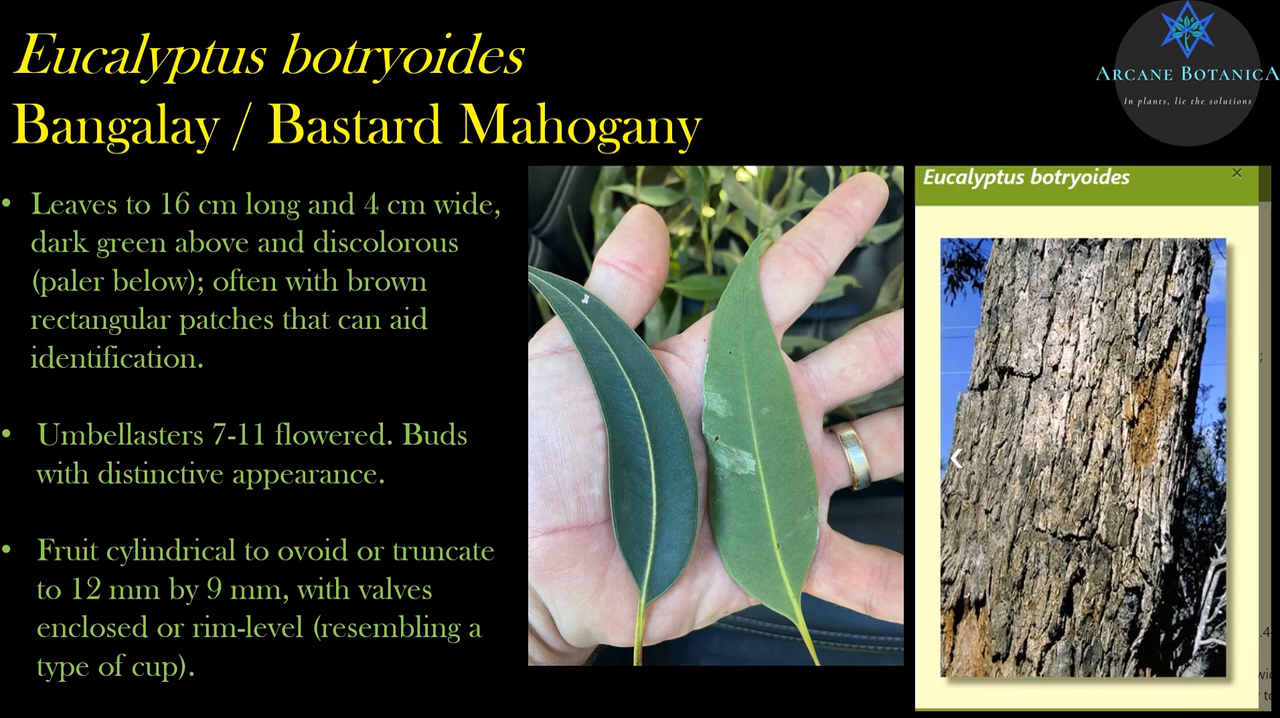 Eucalyptus botryoides
Bangalay / Bastard Mahogany
ARCANE BOTANICA
In plants, lie the solutions
• Leaves to 16 cm long and 4 cm wide,
dark green above and discolorous
(paler below); often with brown
rectangular patches that can aid
identification.
• Umbellasters 7-11 flowered. Buds
with distinctive appearance.
• Fruit cylindrical to ovoid or truncate
to 12 mm by 9 mm, with valves
enclosed or rim-level (resembling a
type of cup).
Eucalyptus botryoides